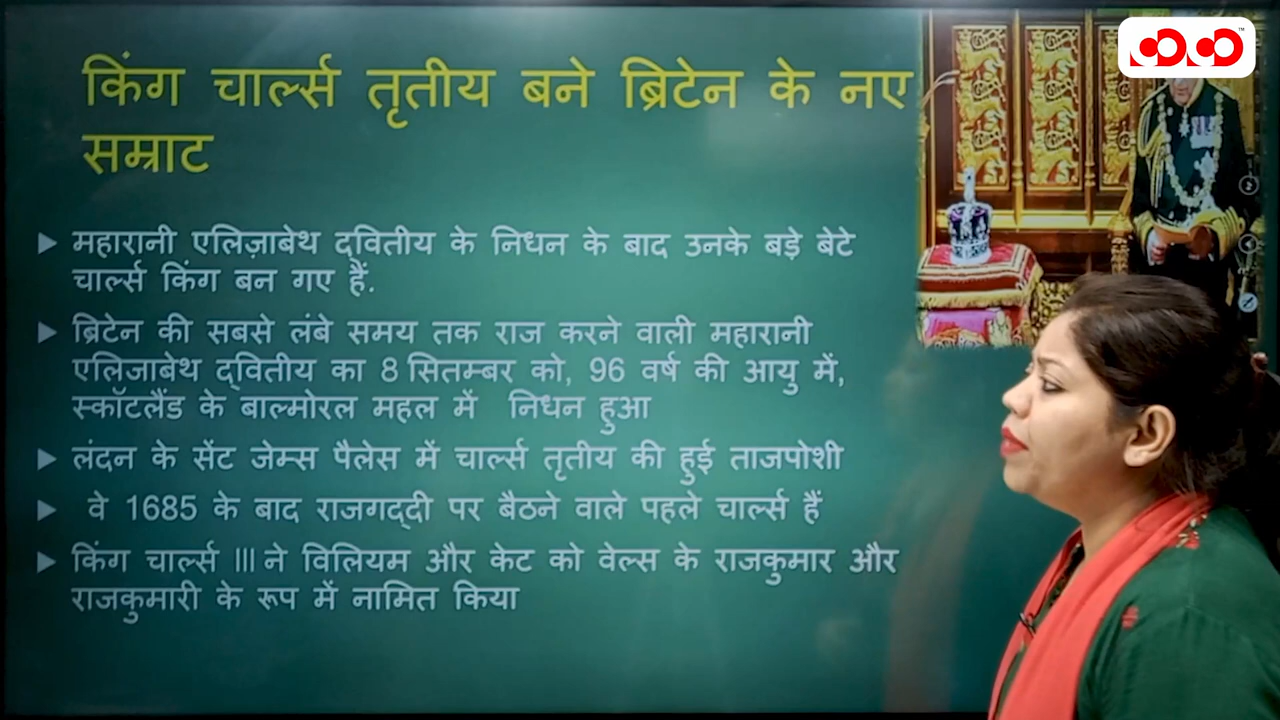 किंग चार्ल्स तृतीय बने ब्रिटेन के नए
सम्राट
महारानी एलिज़ाबेथ द्वितीय के निधन के बाद उनके बड़े बेटे
चार्ल्स किंग बन गए हैं.
ब्रिटेन की सबसे लंबे समय तक राज करने वाली महारानी
एलिजाबेथ द्वितीय का 8 सितम्बर को, 96 वर्ष की आयु में,
स्कॉटलैंड के बाल्मोरल महल में निधन हुआ
लंदन के सेंट जेम्स पैलेस में चार्ल्स तृतीय की हुई ताजपोशी
वे 1685 के बाद राजगद्दी पर बैठने वाले पहले चार्ल्स हैं
किंग चार्ल्स III ने विलियम और केट को वेल्स के राजकुमार और
राजकुमारी के रूप में नामित किया